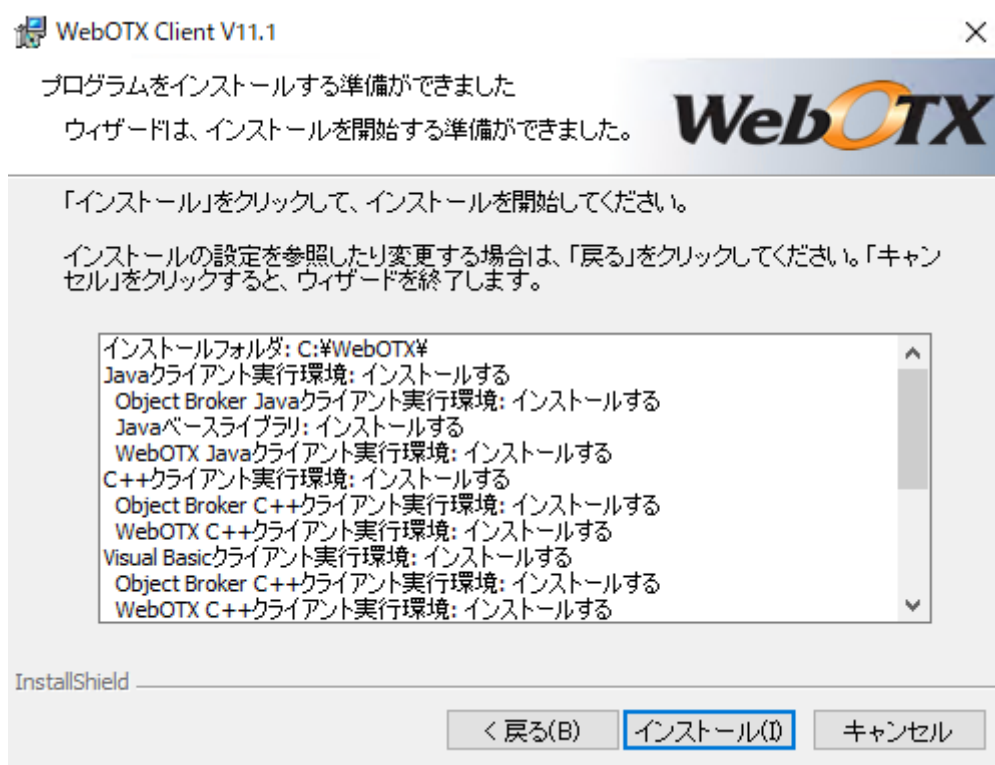 WebOTX Client V11.1
プログラムをインストールする準備ができました
ウィザードは、インストールを開始する準備ができました。
WebOTX
「インストール」をクリックして、インストールを開始してください。
インストールの設定を参照したり変更する場合は、「戻る」をクリックしてください。「キャン
セル」をクリックすると、ウィザードを終了します。
インストールフォルダ: C:¥WebOTX¥
Javaクライアント実行環境: インストールする
Object Broker Javaクライアント実行環境: インストールする
Javaベースライブラリ: インストールする
WebOTX Javaクライアント実行環境: インストールする
C++クライアント実行環境: インストールする
Object Broker C++クライアント実行環境: インストールする
WebOTX C++クライアント実行環境: インストールする
Visual Basicクライアント実行環境: インストールする
Object Broker C++クライアント実行環境: インストールする
WebOTX C++クライアント実行環境: インストールする
InstallShield
< 戻る(B) インストール(I) キャンセル